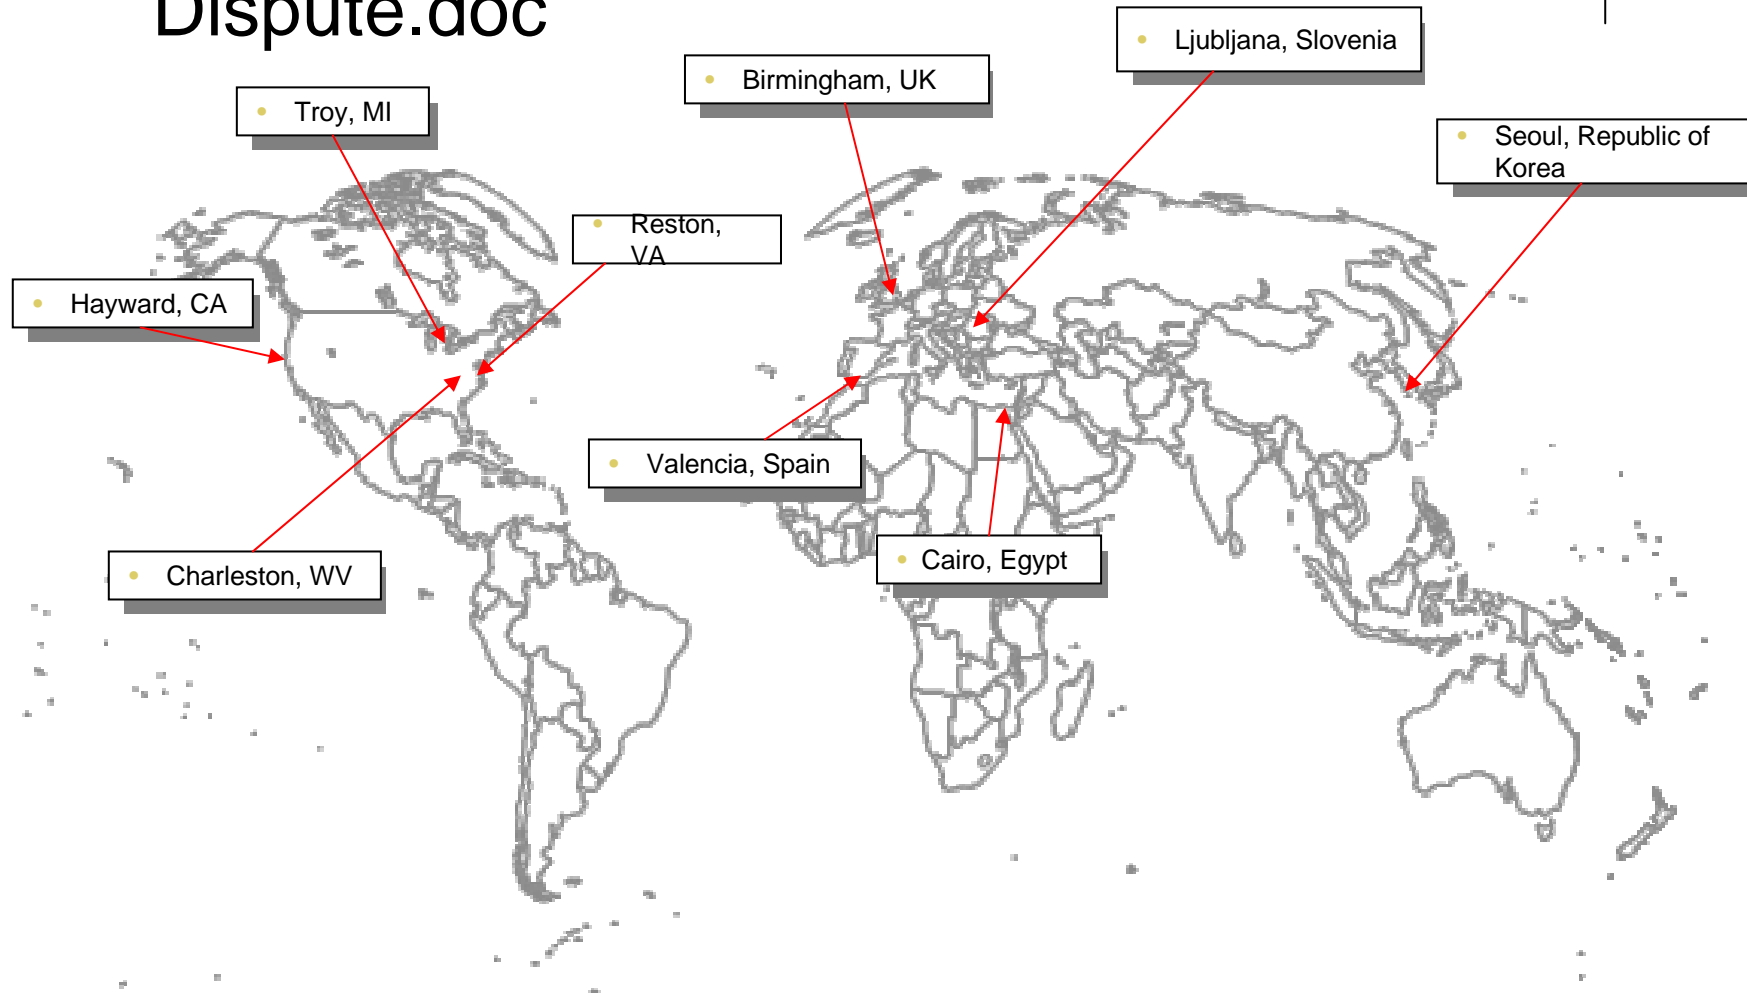 Dispute.doc
Ljubljana, Slovenia
Birmingham, UK
Troy, MI
Seoul, Republic of
Korea
Reston,
VA
Hayward, CA
Valencia, Spain
Cairo, Egypt
Charleston, WV